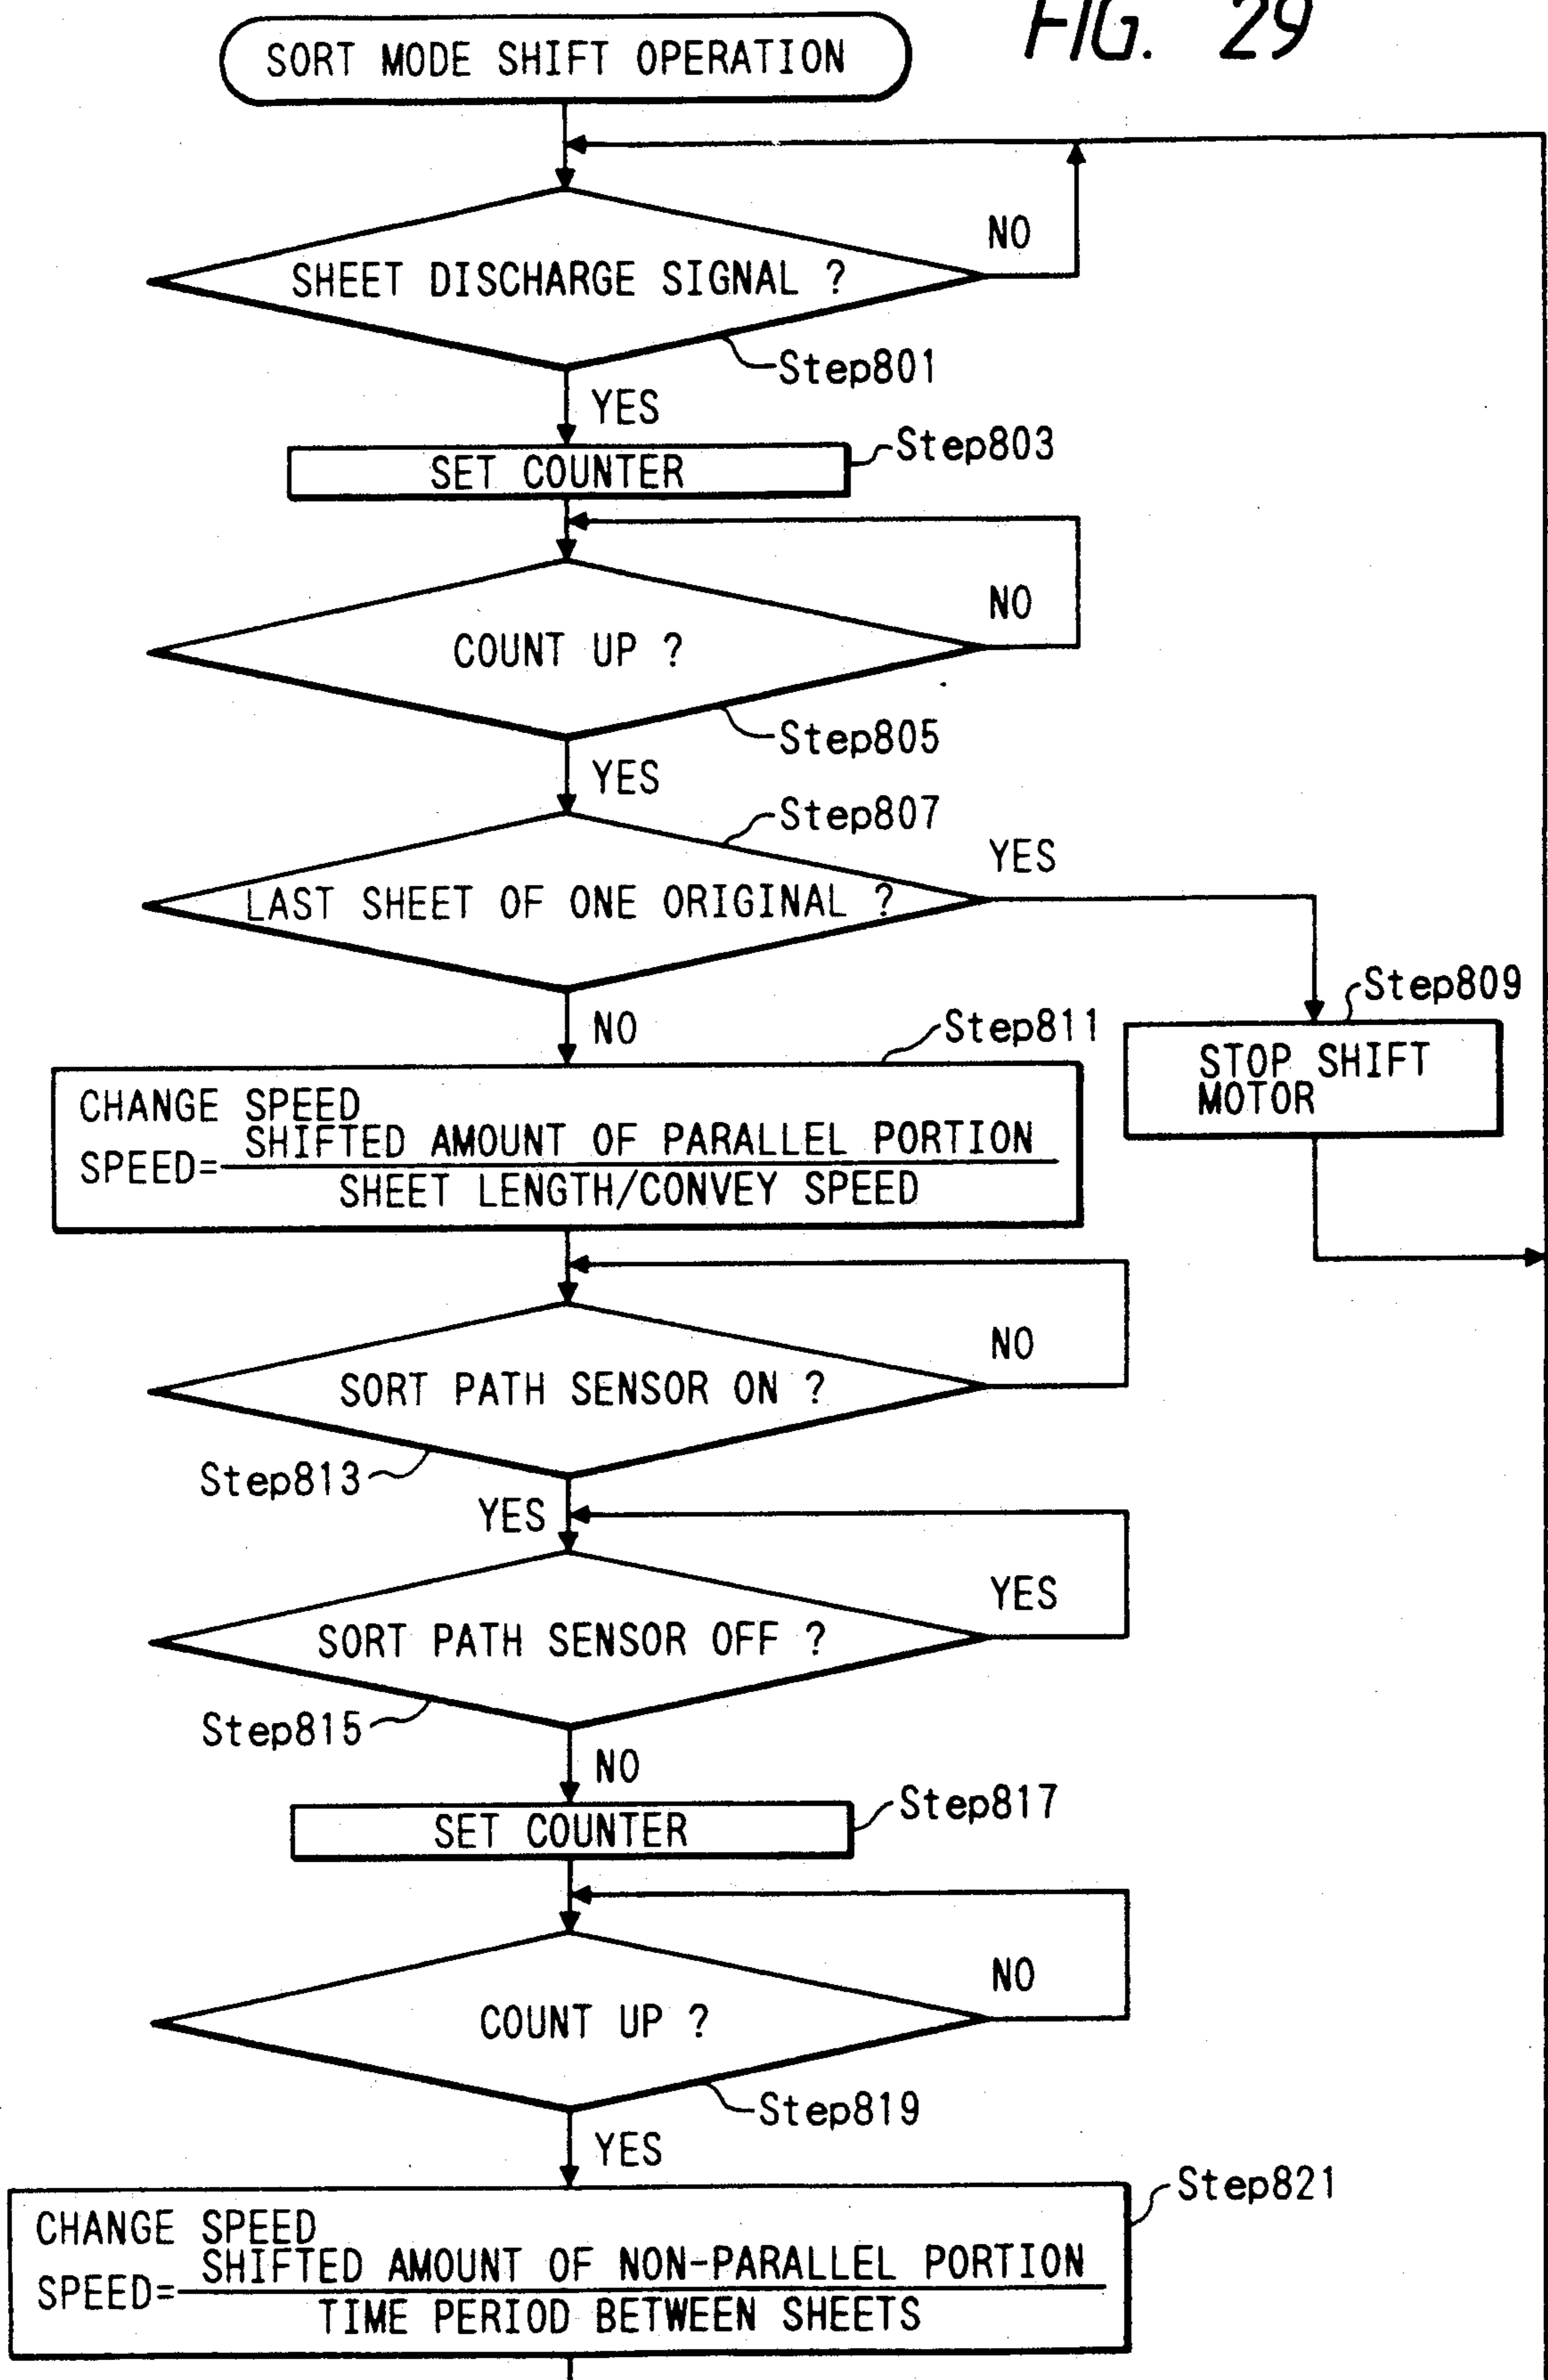 FIG. 29
SORT MODE SHIFT OPERATION
NO
SHEET DISCHARGE SIGNAL ?
Step801
YES
Step803
SET COUNTER
NO
COUNT UP ?
Step805
YES
Step807
YES
LAST SHEET OF ONE ORIGINAL ?
Step809
NO
Step811
STOP SHIFT
MOTOR
CHANGE SPEED
SHIFTED AMOUNT OF PARALLEL PORTION
SPEED=
SHEET LENGTH/CONVEY SPEED
NO
SORT PATH SENSOR ON ?
Step813
YES
YES
SORT PATH SENSOR OFF ?
Step815
NO
Step817
SET COUNTER
NO
COUNT UP ?
Step819
YES
Step821
CHANGE SPEED
SHIFTED AMOUNT OF NON-PARALLEL PORTION
SPEED=
TIME PERIOD BETWEEN SHEETS